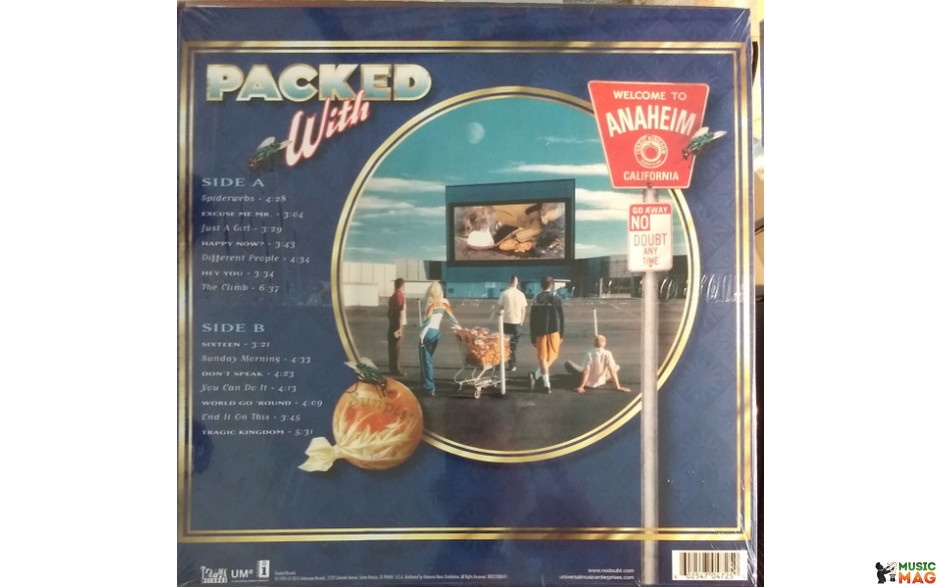 PACKED
With
WELCOME TO
ANAHEIM
CALIFORNIA
GO AWAY
NO
DOUBT
ANY
TIME
SIDE A
Spiderwebs - 4:28
EXCUSE ME MR. - 3:04
Just A Girl - 3:29
HAPPY NOW? - 3:43
Different People - 4:34
HEY YOU - 3:34
The Climb - 6:37
SIDE B
SIXTEEN - 3:21
Sunday Morning - 4:33
DON'T SPEAK - 4:23
You Can Do It - 4:13
WORLD GO 'ROUND - 4:09
End It On This - 3:45
TRAGIC KINGDOM - 5:31
UMe
www.nodoubt.com
universalmusicenterprises.com
MUSIC
MAG